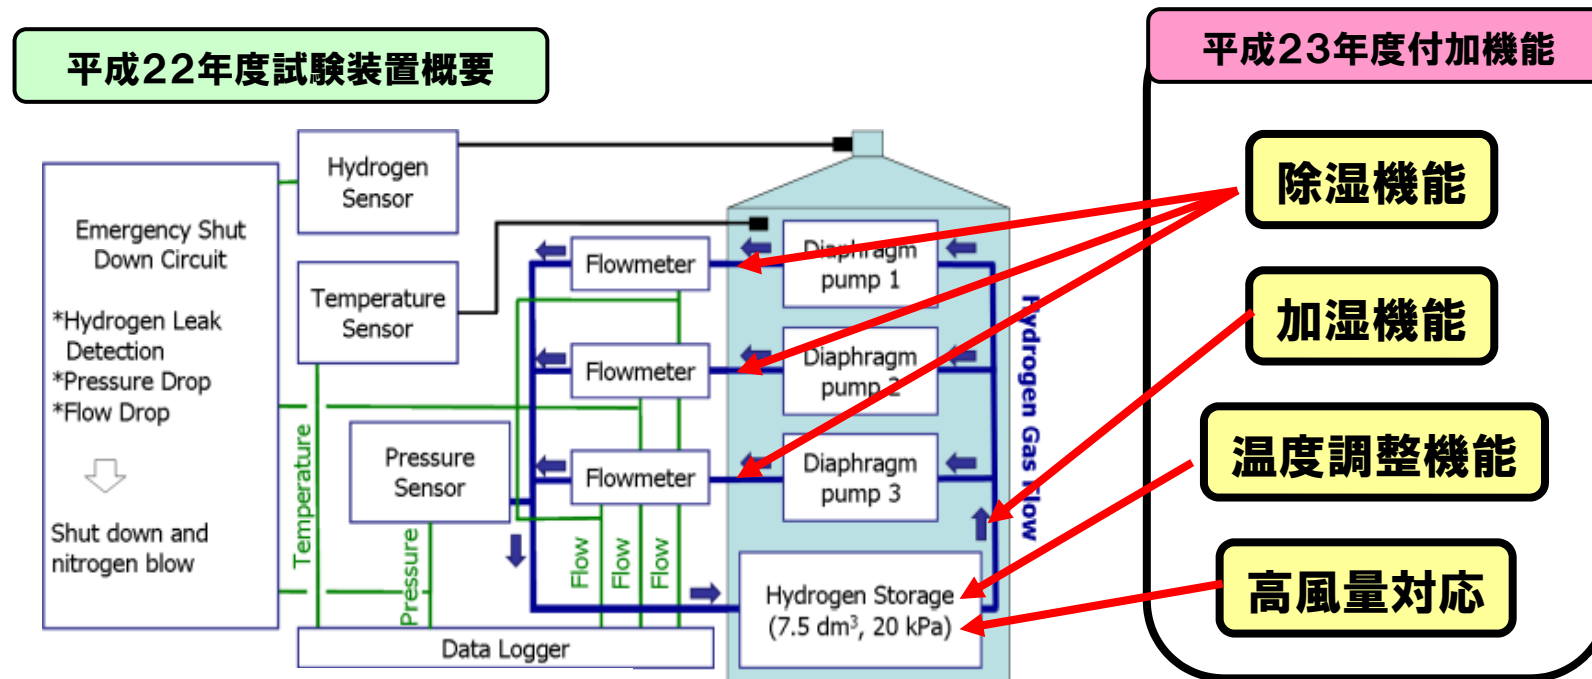 平成22年度試験装置概要
平成23年度付加機能
Hydrogen
Sensor
Emergency Shut
Down Circuit
*Hydrogen Leak
Detection
*Pressure Drop
*Flow Drop
Shut down and
nitrogen blow
Temperature
Sensor
Pressure
Sensor
Flowmeter
Flowmeter
Flowmeter
Diaphragm
pump 1
Diaphragm
pump 2
Diaphragm
pump 3
Hydrogen Gas Flow
Temperature
Pressure
Flow
Flow
Flow
Hydrogen Storage
(7.5 dm³, 20 kPa)
Data Logger
除湿機能
加湿機能
温度調整機能
高風量対応